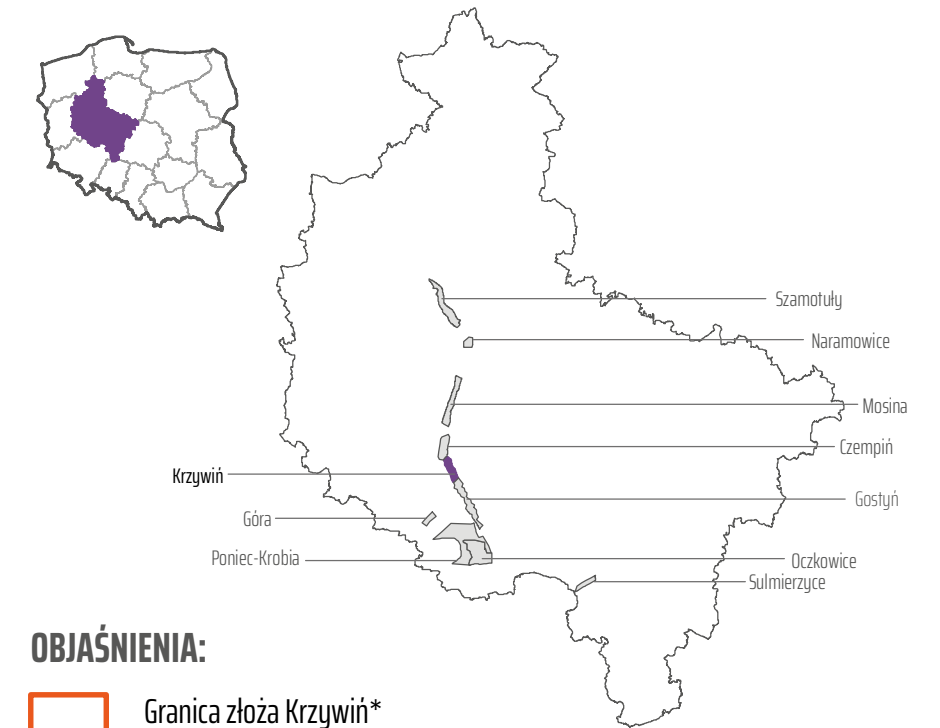 Szamotuły
Naramowice
Mosina
Czempiń
Krzywiń
Gostyń
Góra
Poniec-Krobia
Oczkowice
Sulmierzyce
OBJAŚNIENIA:
Granica złoża Krzywiń*